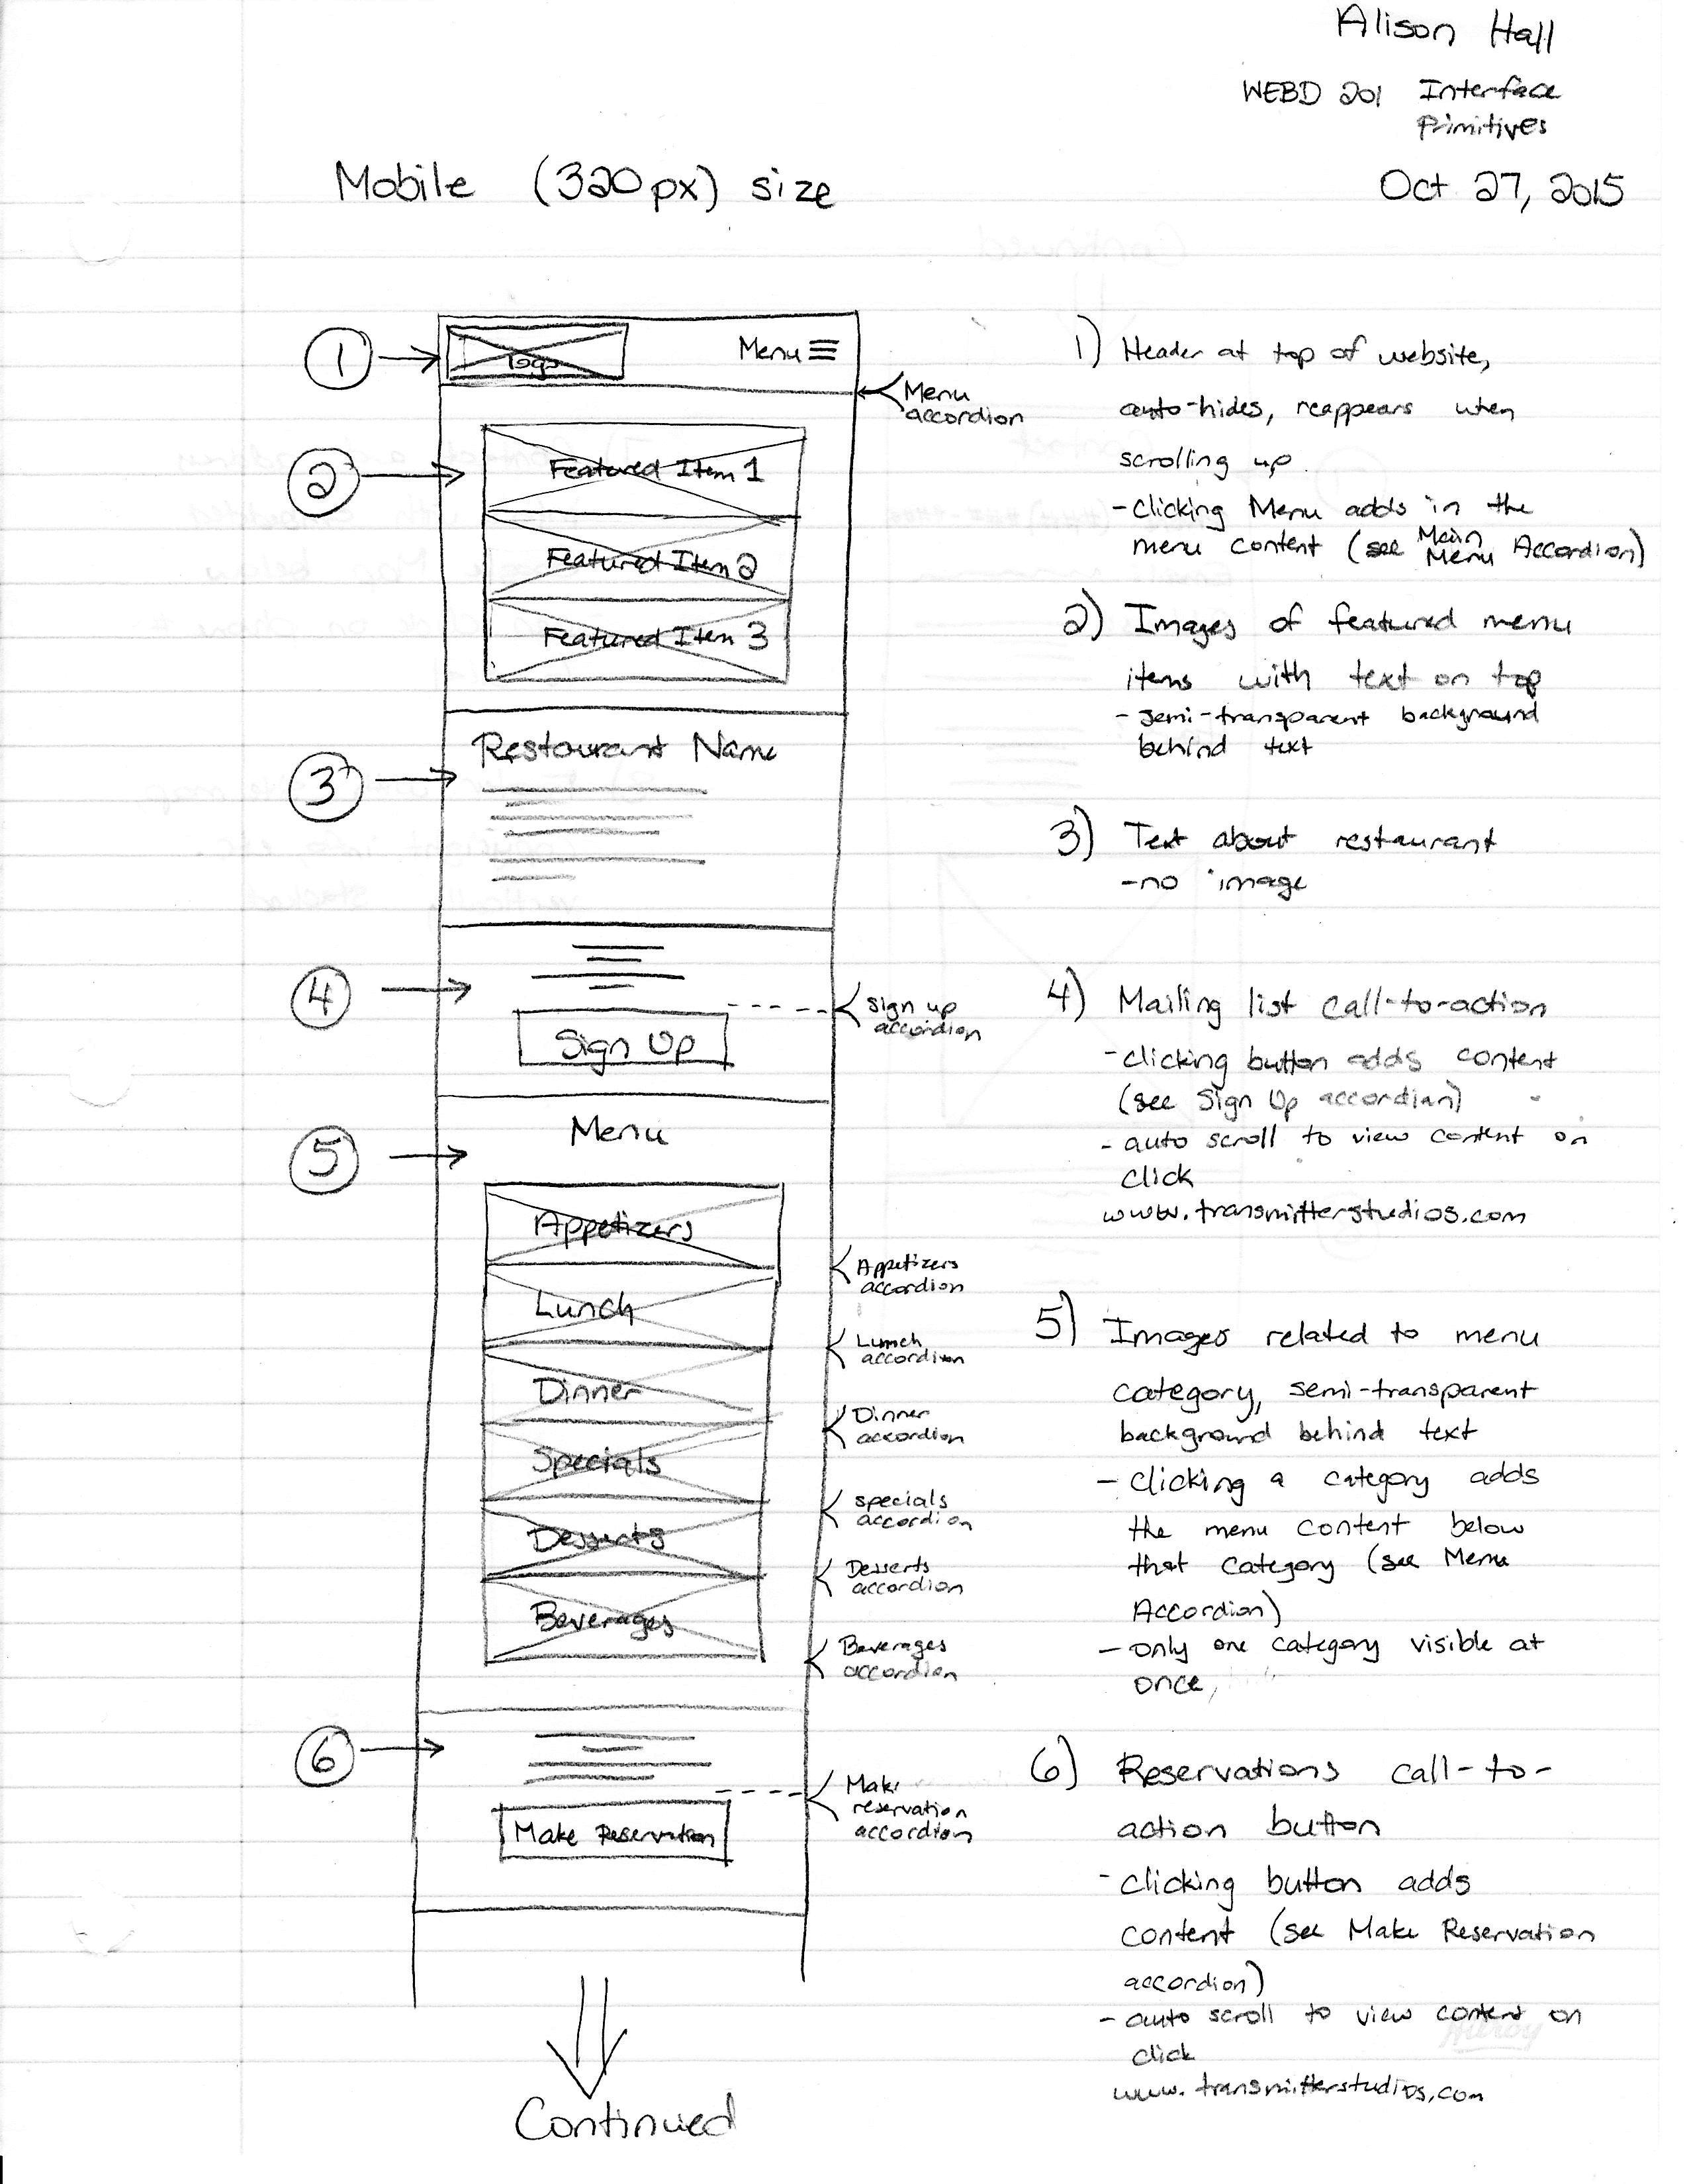 Alison Hall
WEBD 201 Interface
Primitives
Mobile (320px) size
Oct 27, 2015
1
logo
Menu
Menu
accordion
2
Featured Item 1
Featured Item 2
Featured Item 3
3
Restaurant Name
4
Sign Up
sign up
accordion
5
Menu
Appetizers
Lunch
Dinner
Specials
Desserts
Beverages
Appetizers
accordion
Lunch
accordion
Dinner
accordion
specials
accordion
Desserts
accordion
Beverages
accordion
6
Make Reservation
Make
reservation
accordion
Continued
1) Header at top of website,
auto-hides, reappears when
scrolling up.
- clicking Menu adds in the
menu content (see Main
Menu Accordion)
2) Images of featured menu
items with text on top
- semi-transparent background
behind text
3) Text about restaurant
- no image
4) Mailing list call-to-action
- clicking button adds content
(see Sign Up accordian)
- auto scroll to view content on
click
www.transmitterstudios.com
5) Images related to menu
category, semi-transparent
background behind text
- clicking a category adds
the menu content below
that category (see Menu
Accordion)
- only one category visible at
once,
6) Reservations call-to-
action button
- clicking button adds
content (see Make Reservation
accordion)
- auto scroll to view content on
click
www.transmitterstudios.com